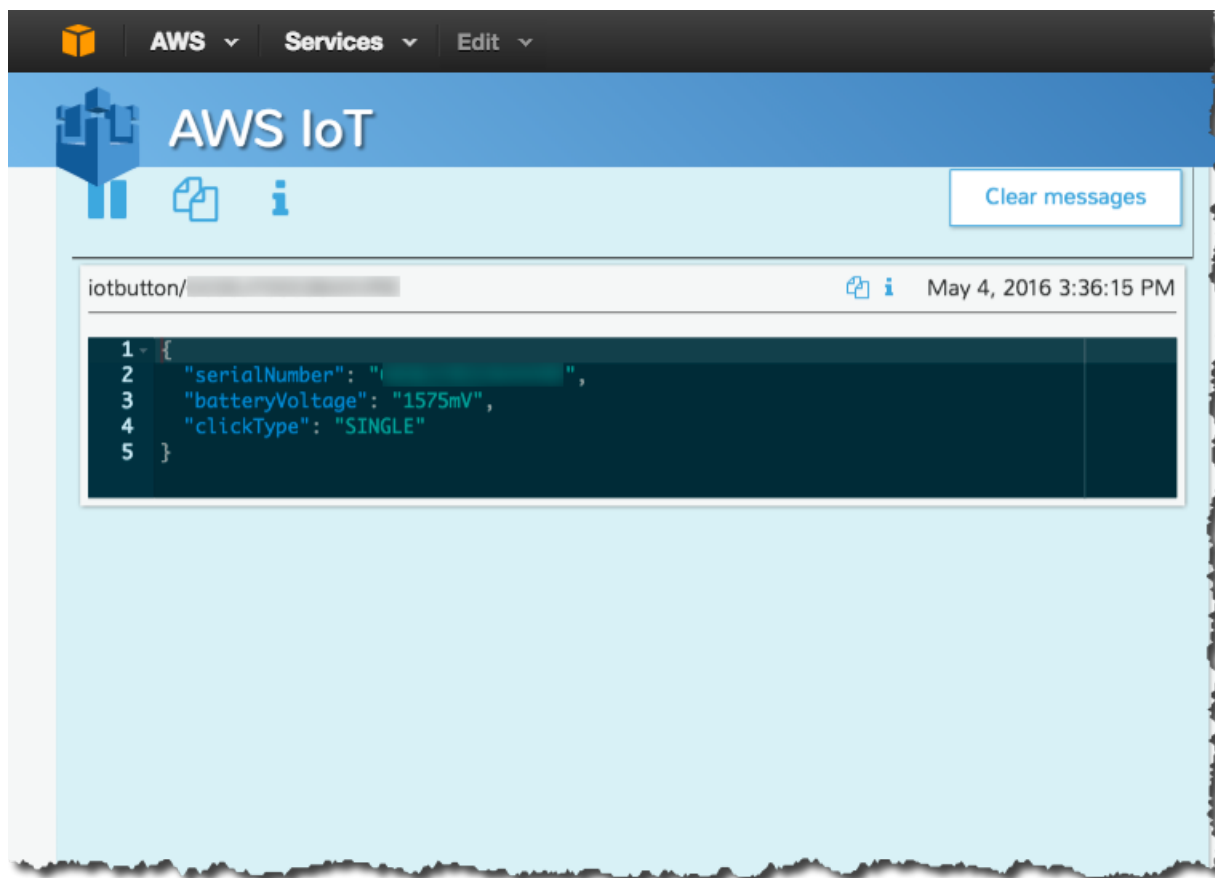 AWS Services Edit
AWS IoT
Clear messages
iotbutton/ May 4, 2016 3:36:15 PM
1 {
2 "serialNumber": "",
3 "batteryVoltage": "1575mV",
4 "clickType": "SINGLE"
5 }